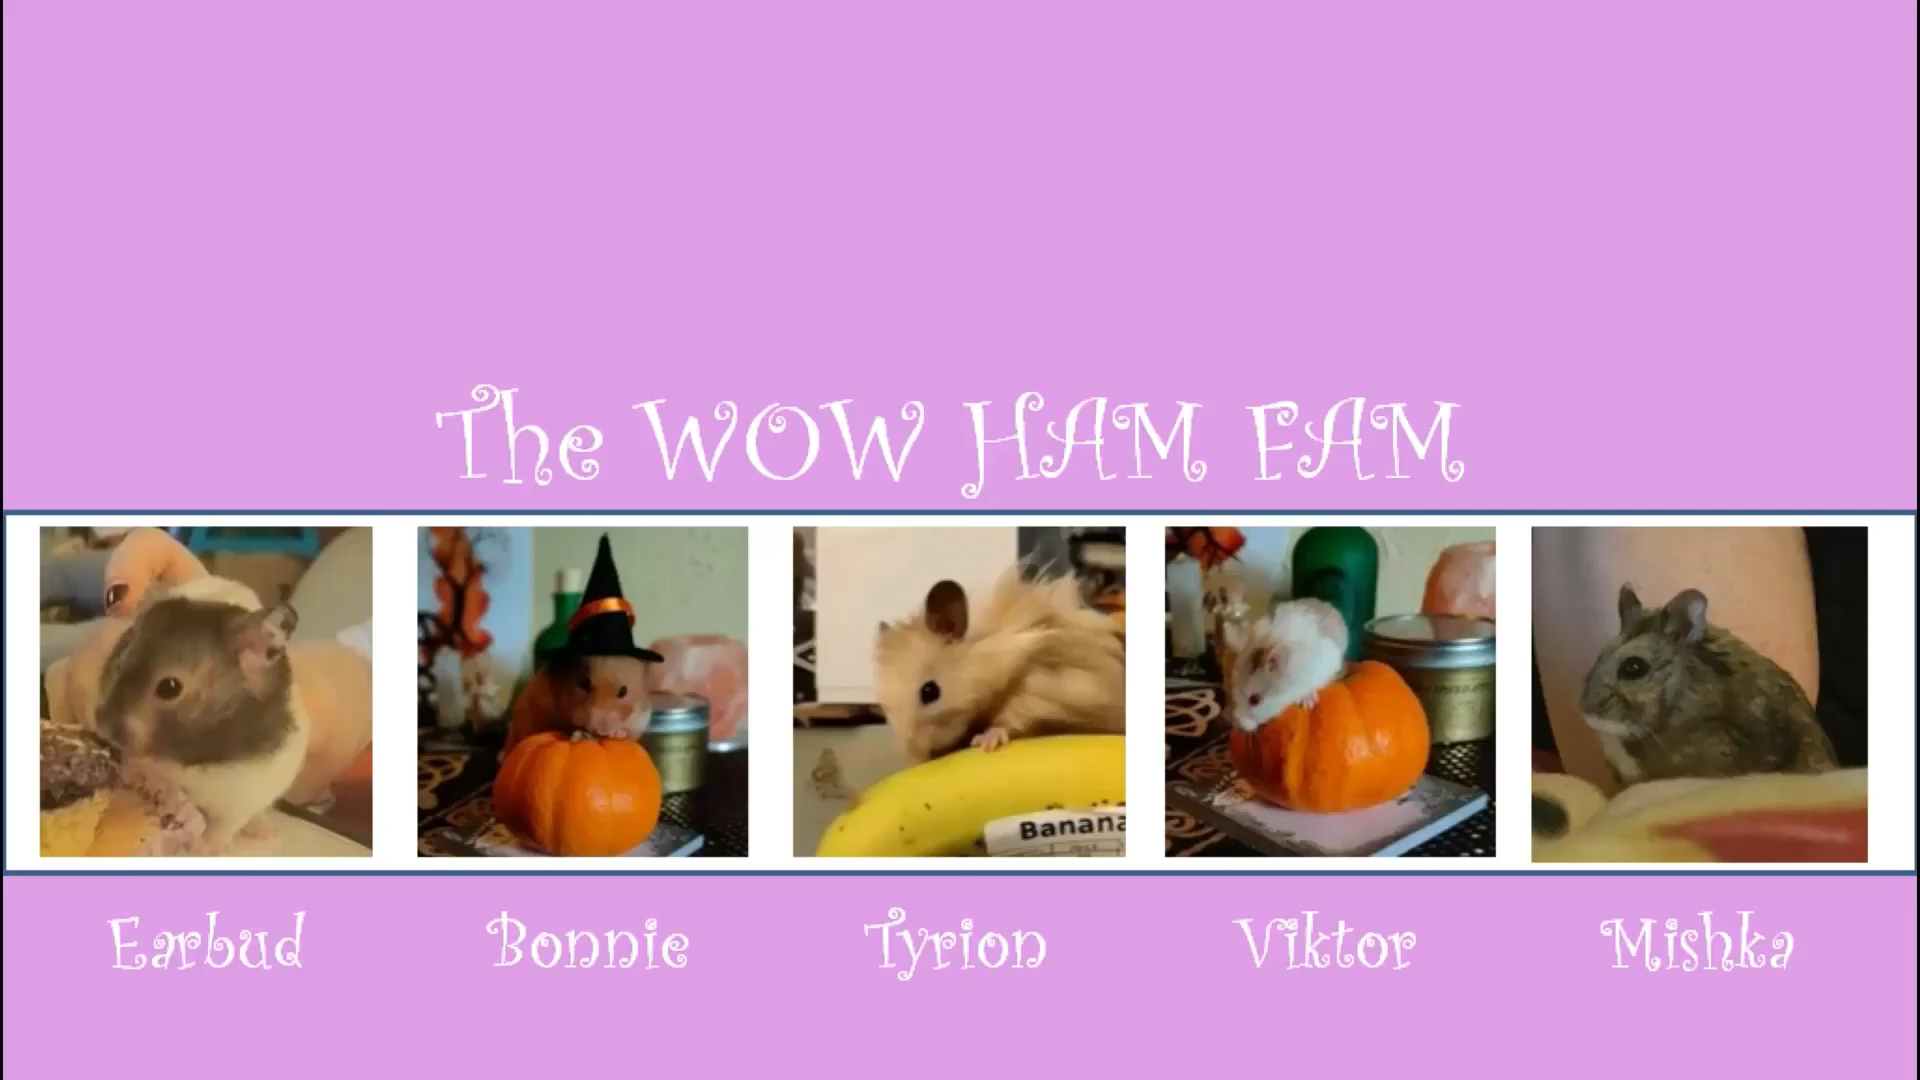 The WOW HAM FAM
Banana
Earbud
Bonnie
Tyrion
Viktor
Mishka